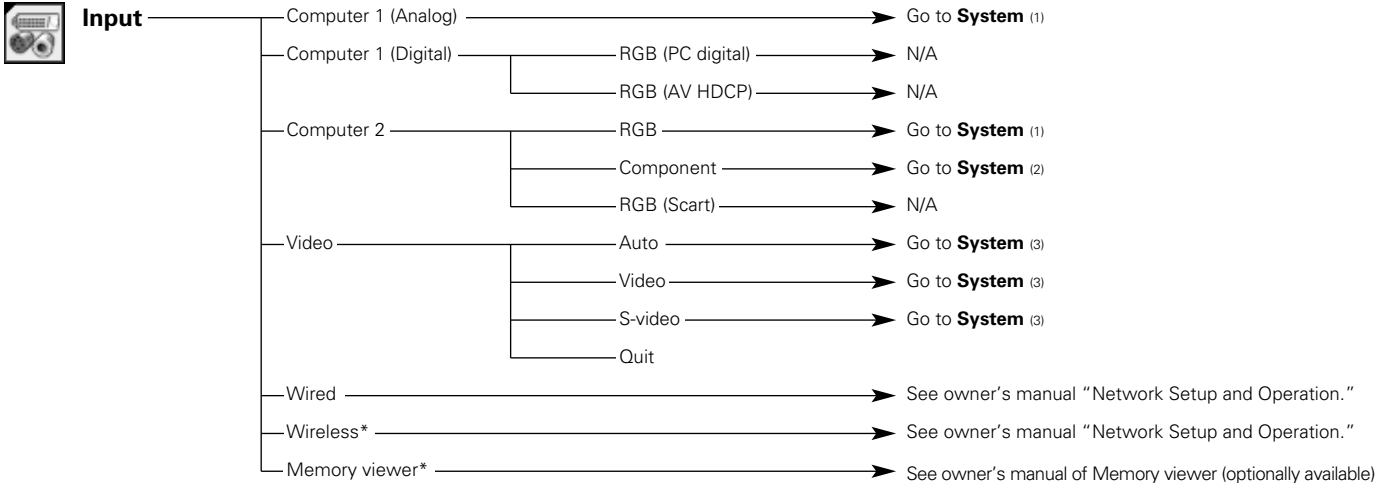 Input Computer 1 (Analog) Go to System (1)
Computer 1 (Digital) RGB (PC digital) N/A
RGB (AV HDCP) N/A
Computer 2 RGB Go to System (1)
Component Go to System (2)
RGB (Scart) N/A
Video Auto Go to System (3)
Video Go to System (3)
S-video Go to System (3)
Quit
Wired See owner’s manual “Network Setup and Operation.”
Wireless* See owner’s manual “Network Setup and Operation.”
Memory viewer* See owner’s manual of Memory viewer (optionally available)